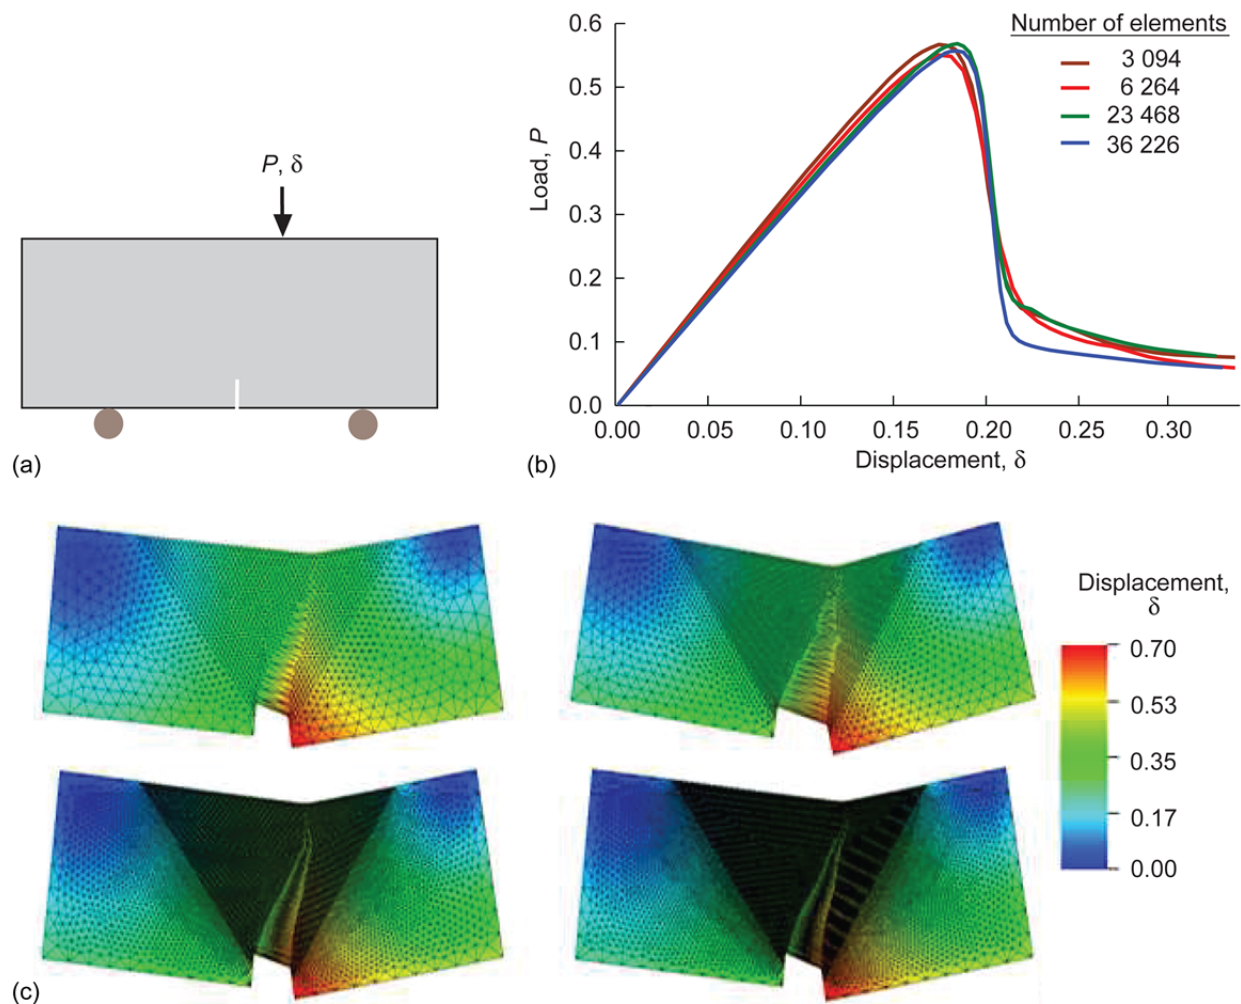 P, δ
(a)
Number of elements
3 094
6 264
23 468
36 226
Load, P
0.6
0.5
0.4
0.3
0.2
0.1
0.0
0.00 0.05 0.10 0.15 0.20 0.25 0.30
Displacement, δ
(b)
Displacement,
δ
0.70
0.53
0.35
0.17
0.00
(c)